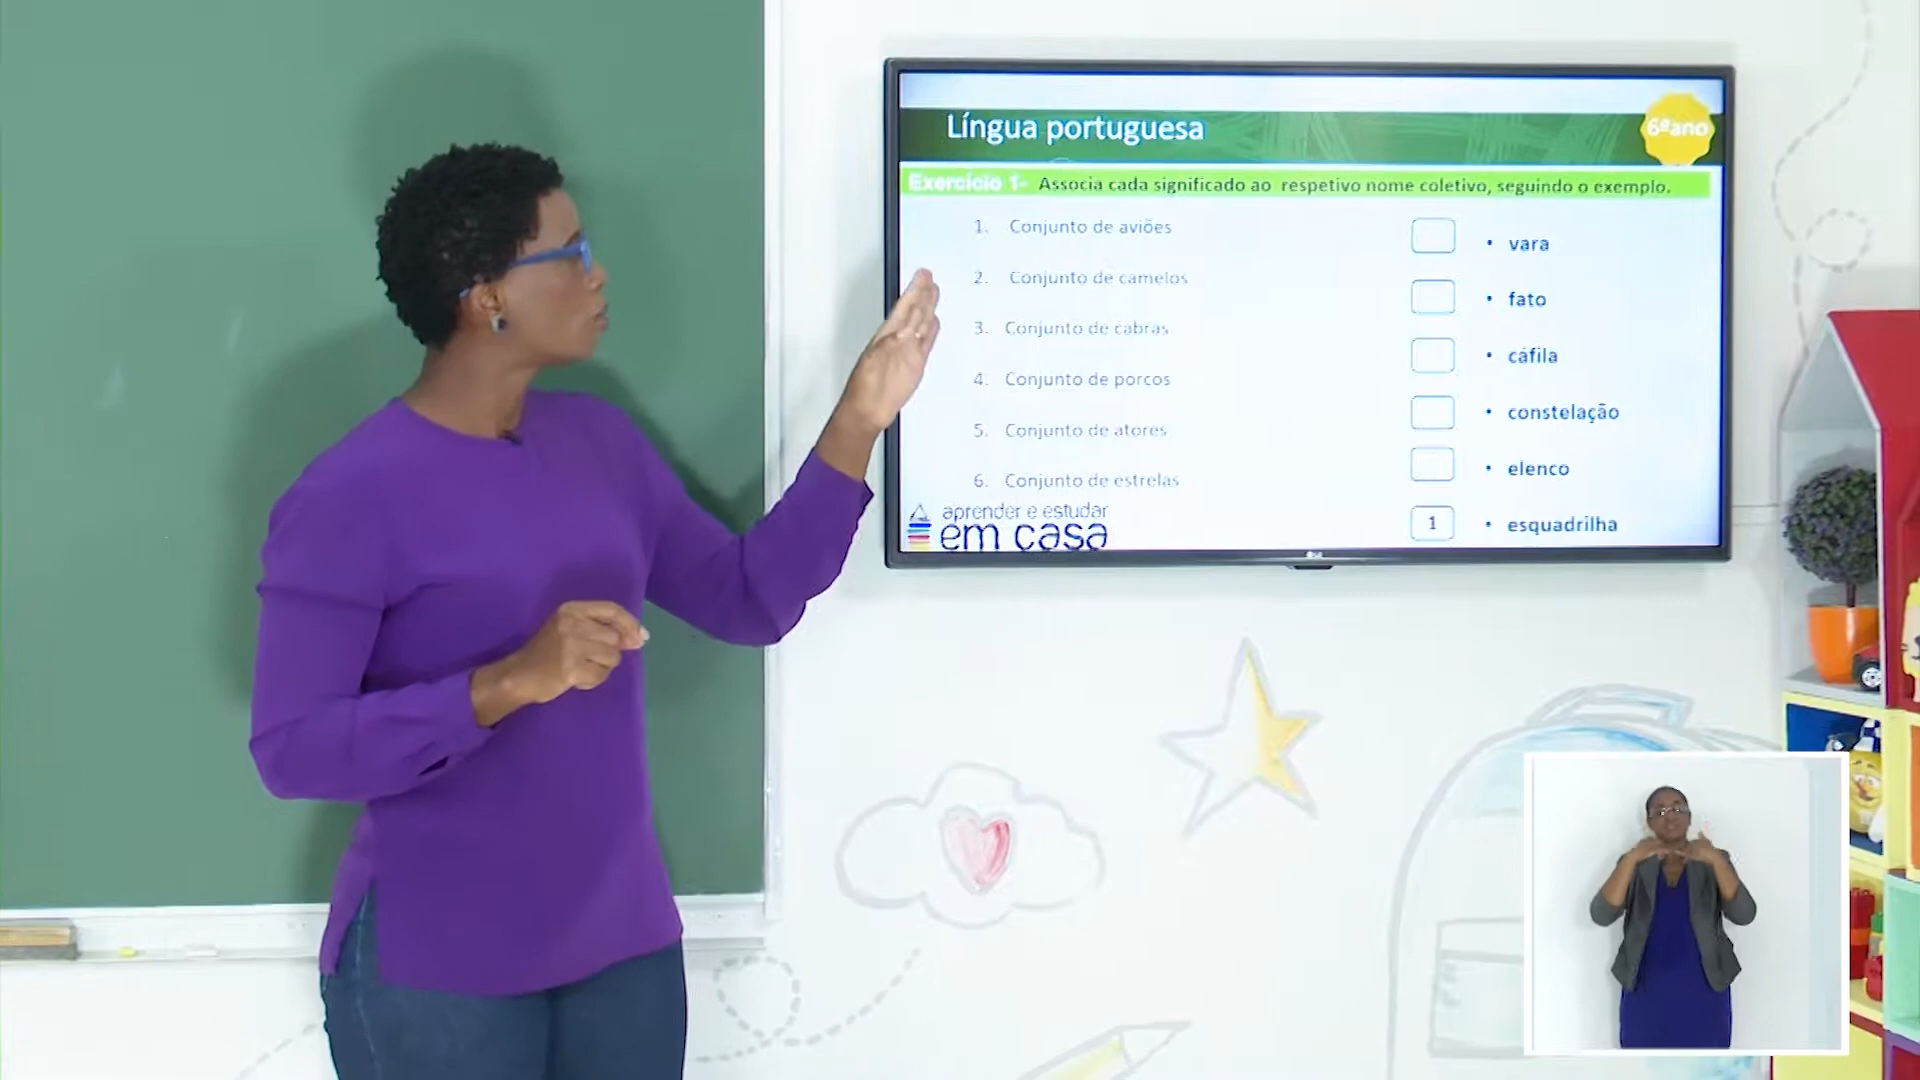 Língua portuguesa
6ºano
Exercício 1- Associa cada significado ao respetivo nome coletivo, seguindo o exemplo.
1. Conjunto de aviões
2. Conjunto de camelos
3. Conjunto de cabras
4. Conjunto de porcos
5. Conjunto de atores
6. Conjunto de estrelas
• vara
• fato
• cáfila
• constelação
• elenco
1 • esquadrilha
aprender e estudar
em casa
LG